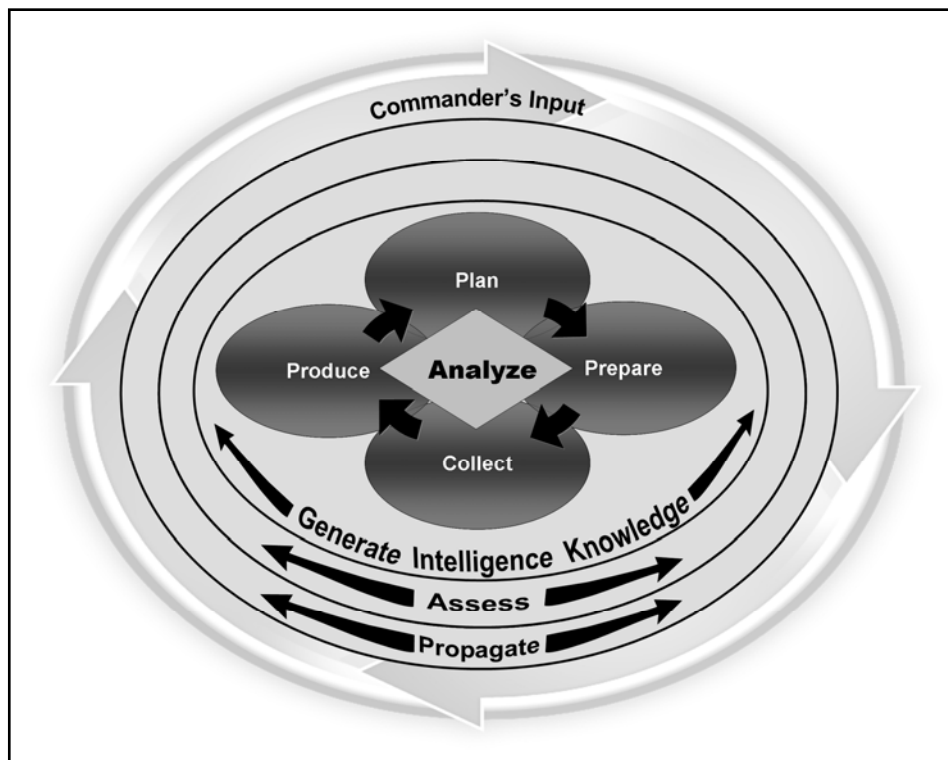 Commander's Input
Plan
Produce
Analyze
Prepare
Collect
Generate Intelligence Knowledge
Assess
Propagate